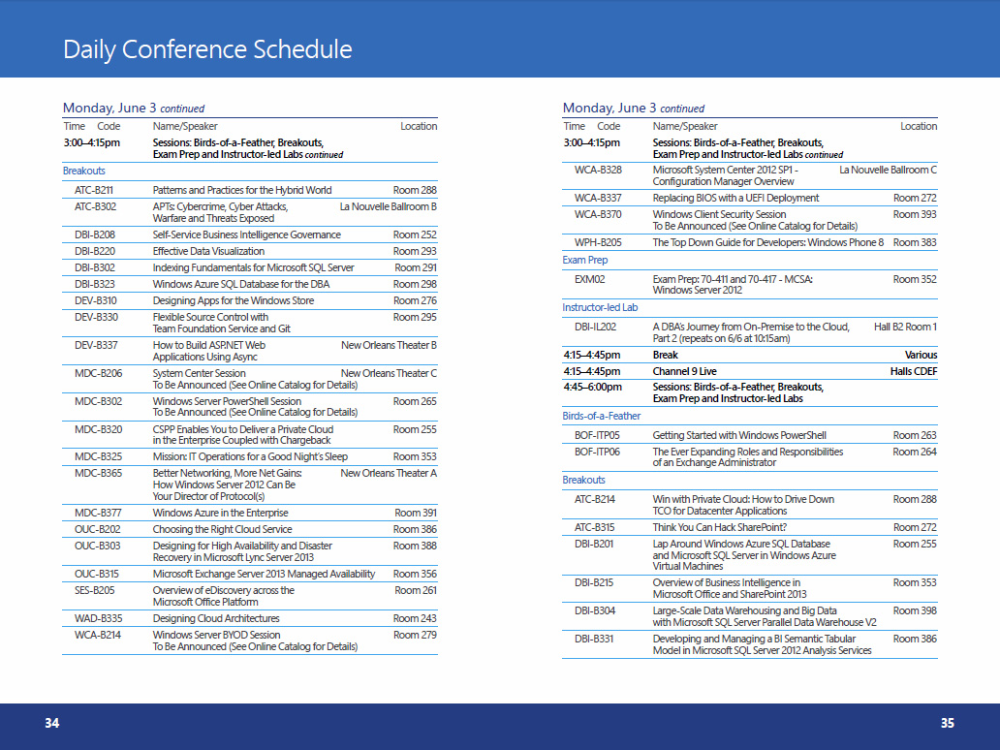 Daily Conference Schedule
Monday, June 3 continued
Time Code Name/Speaker Location
3:00–4:15pm Sessions: Birds-of-a-Feather, Breakouts,
Exam Prep and Instructor-led Labs continued
Breakouts
ATC-B211 Patterns and Practices for the Hybrid World Room 288
ATC-B302 APTs: Cybercrime, Cyber Attacks, La Nouvelle Ballroom B
Warfare and Threats Exposed
DBI-B208 Self-Service Business Intelligence Governance Room 252
DBI-B220 Effective Data Visualization Room 293
DBI-B302 Indexing Fundamentals for Microsoft SQL Server Room 291
DBI-B323 Windows Azure SQL Database for the DBA Room 298
DEV-B310 Designing Apps for the Windows Store Room 276
DEV-B330 Flexible Source Control with Room 295
Team Foundation Service and Git
DEV-B337 How to Build ASP.NET Web New Orleans Theater B
Applications Using Async
MDC-B206 System Center Session New Orleans Theater C
To Be Announced (See Online Catalog for Details)
MDC-B302 Windows Server PowerShell Session Room 265
To Be Announced (See Online Catalog for Details)
MDC-B320 CSPP Enables You to Deliver a Private Cloud Room 255
in the Enterprise Coupled with Chargeback
MDC-B325 Mission: IT Operations for a Good Night's Sleep Room 353
MDC-B365 Better Networking, More Net Gains: New Orleans Theater A
How Windows Server 2012 Can Be
Your Director of Protocol(s)
MDC-B377 Windows Azure in the Enterprise Room 391
OUC-B202 Choosing the Right Cloud Service Room 386
OUC-B303 Designing for High Availability and Disaster Room 388
Recovery in Microsoft Lync Server 2013
OUC-B315 Microsoft Exchange Server 2013 Managed Availability Room 356
SES-B205 Overview of eDiscovery across the Room 261
Microsoft Office Platform
WAD-B335 Designing Cloud Architectures Room 243
WCA-B214 Windows Server BYOD Session Room 279
To Be Announced (See Online Catalog for Details)
34
Monday, June 3 continued
Time Code Name/Speaker Location
3:00–4:15pm Sessions: Birds-of-a-Feather, Breakouts,
Exam Prep and Instructor-led Labs continued
WCA-B328 Microsoft System Center 2012 SP1 - La Nouvelle Ballroom C
Configuration Manager Overview
WCA-B337 Replacing BIOS with a UEFI Deployment Room 272
WCA-B370 Windows Client Security Session Room 393
To Be Announced (See Online Catalog for Details)
WPH-B205 The Top Down Guide for Developers: Windows Phone 8 Room 383
Exam Prep
EXM02 Exam Prep: 70-411 and 70-417 - MCSA: Room 352
Windows Server 2012
Instructor-led Lab
DBI-IL202 A DBA's Journey from On-Premise to the Cloud, Hall B2 Room 1
Part 2 (repeats on 6/6 at 10:15am)
4:15–4:45pm Break Various
4:15–4:45pm Channel 9 Live Halls CDEF
4:45–6:00pm Sessions: Birds-of-a-Feather, Breakouts,
Exam Prep and Instructor-led Labs
Birds-of-a-Feather
BOF-ITP05 Getting Started with Windows PowerShell Room 263
BOF-ITP06 The Ever Expanding Roles and Responsibilities Room 264
of an Exchange Administrator
Breakouts
ATC-B214 Win with Private Cloud: How to Drive Down Room 288
TCO for Datacenter Applications
ATC-B315 Think You Can Hack SharePoint? Room 272
DBI-B201 Lap Around Windows Azure SQL Database Room 255
and Microsoft SQL Server in Windows Azure
Virtual Machines
DBI-B215 Overview of Business Intelligence in Room 353
Microsoft Office and SharePoint 2013
DBI-B304 Large-Scale Data Warehousing and Big Data Room 398
with Microsoft SQL Server Parallel Data Warehouse V2
DBI-B331 Developing and Managing a BI Semantic Tabular Room 386
Model in Microsoft SQL Server 2012 Analysis Services
35